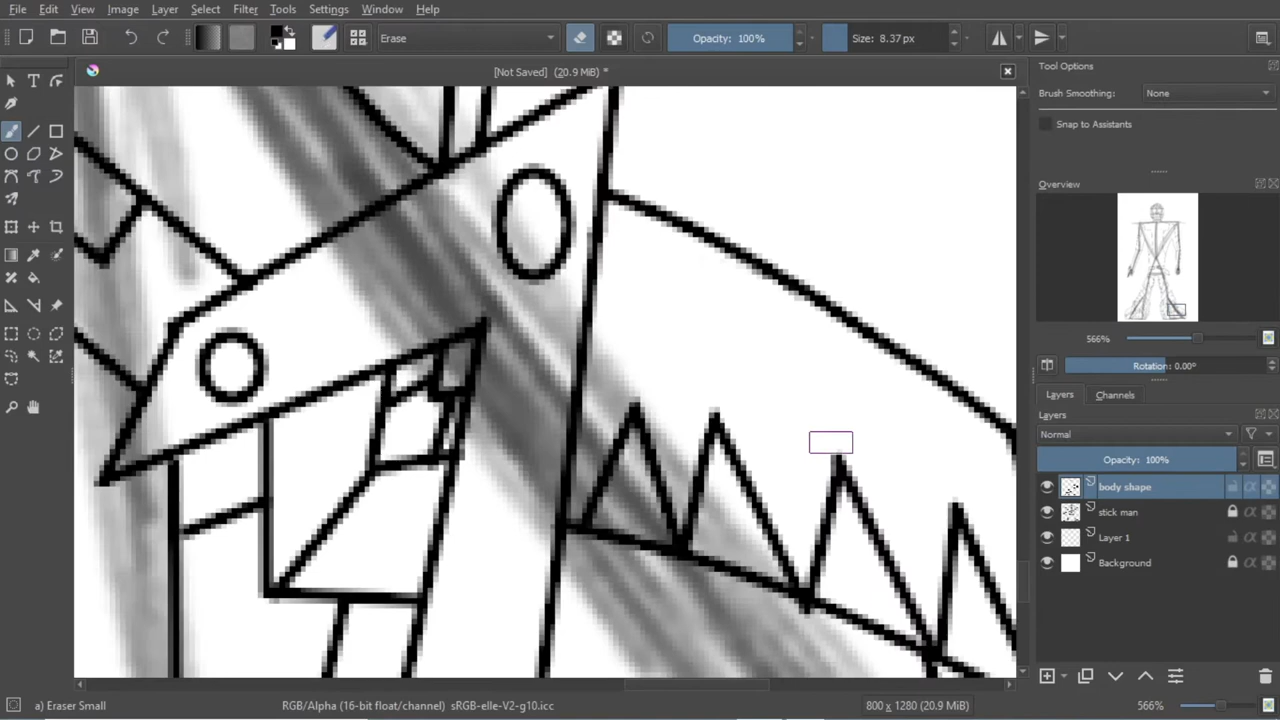 File Edit View Image Layer Select Filter Tools Settings Window Help
Erase Opacity: 100% Size: 8.37 px
[Not Saved] (20.9 MiB) *
Tool Options
Brush Smoothing: None
Snap to Assistants
Overview
100%
Rotation: 0.00°
Layers Channels
Layers
Normal
Opacity: 100%
body shape
stick man
Layer 1
Background
a) Eraser Small RGB/Alpha (16-bit float/channel) sRGB-elle-V2-g10.icc 800 x 1280 (20.9 MiB) 566%